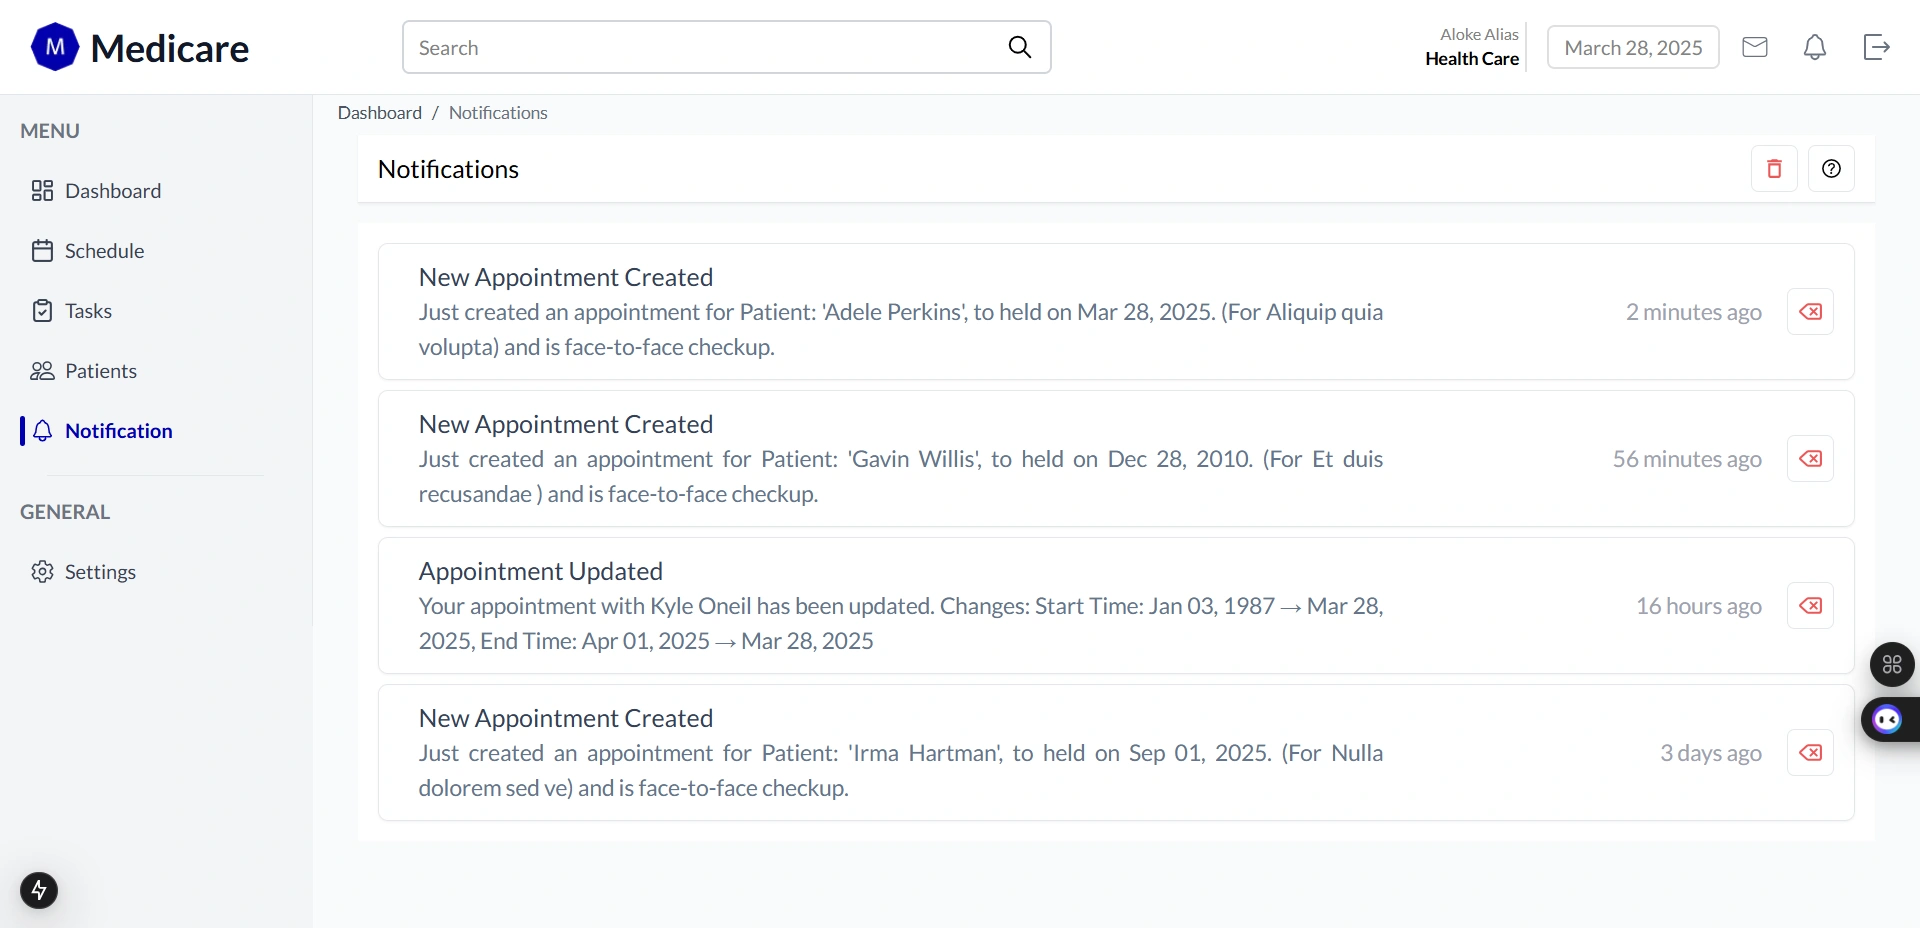 M Medicare
Search
Aloke Alias
Health Care
March 28, 2025
MENU
Dashboard
Schedule
Tasks
Patients
Notification
GENERAL
Settings
Dashboard / Notifications
Notifications
New Appointment Created
Just created an appointment for Patient: 'Adele Perkins', to held on Mar 28, 2025. (For Aliquip quia
volupta) and is face-to-face checkup.
2 minutes ago
New Appointment Created
Just created an appointment for Patient: 'Gavin Willis', to held on Dec 28, 2010. (For Et duis
recusandae ) and is face-to-face checkup.
56 minutes ago
Appointment Updated
Your appointment with Kyle Oneil has been updated. Changes: Start Time: Jan 03, 1987 → Mar 28,
2025, End Time: Apr 01, 2025 → Mar 28, 2025
16 hours ago
New Appointment Created
Just created an appointment for Patient: 'Irma Hartman', to held on Sep 01, 2025. (For Nulla
dolorem sed ve) and is face-to-face checkup.
3 days ago